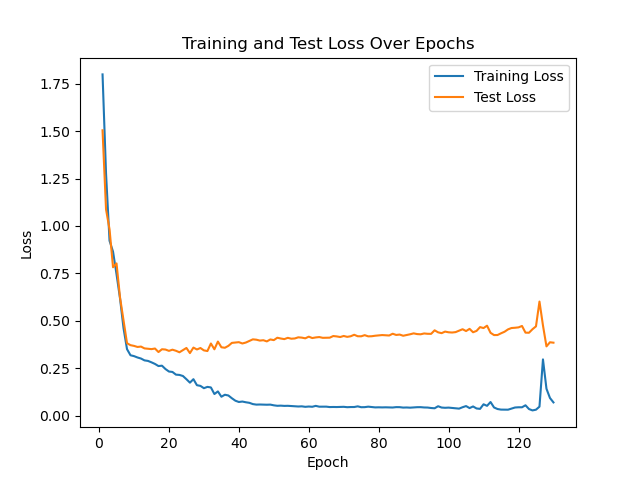 Training and Test Loss Over Epochs
Training Loss
Test Loss
1.75
1.50
1.25
1.00
0.75
0.50
0.25
0.00
Loss
0 20 40 60 80 100 120
Epoch